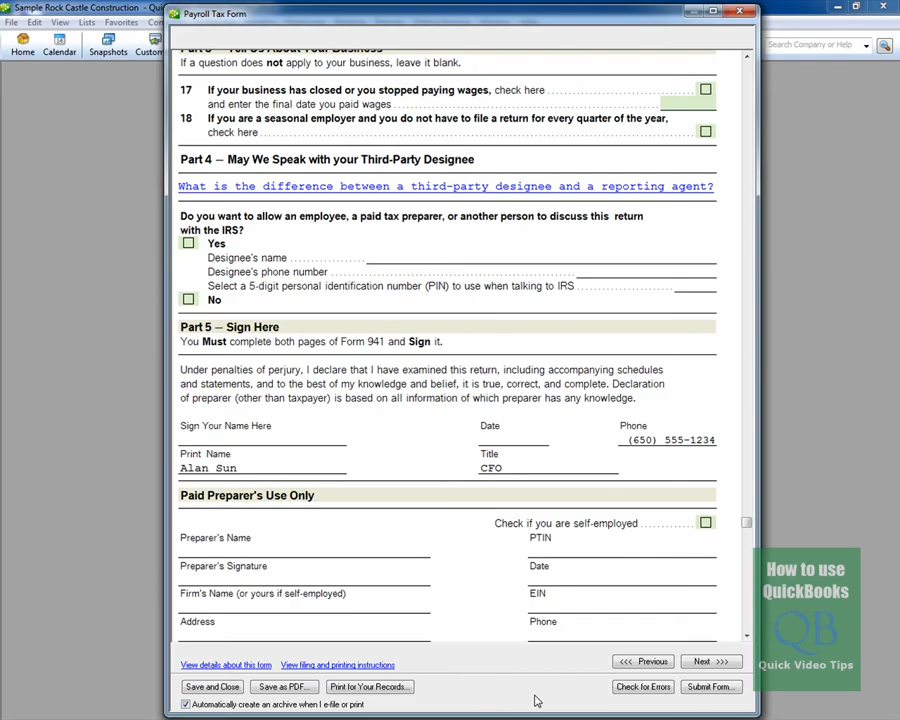 Sample Rock Castle Construction - Qui
Payroll Tax Form
File Edit View Lists Favorites
Home Calendar Snapshots Custom
Search Company or Help
If a question does not apply to your business, leave it blank.
17 If your business has closed or you stopped paying wages, check here
and enter the final date you paid wages
18 If you are a seasonal employer and you do not have to file a return for every quarter of the year,
check here
Part 4 – May We Speak with your Third-Party Designee
What is the difference between a third-party designee and a reporting agent?
Do you want to allow an employee, a paid tax preparer, or another person to discuss this return
with the IRS?
Yes
Designee's name
Designee's phone number
Select a 5-digit personal identification number (PIN) to use when talking to IRS
No
Part 5 – Sign Here
You Must complete both pages of Form 941 and Sign it.
Under penalties of perjury, I declare that I have examined this return, including accompanying schedules
and statements, and to the best of my knowledge and belief, it is true, correct, and complete. Declaration
of preparer (other than taxpayer) is based on all information of which preparer has any knowledge.
Sign Your Name Here Date Phone
(650) 555-1234
Print Name Title
Alan Sun CFO
Paid Preparer's Use Only
Check if you are self-employed
Preparer's Name PTIN
Preparer's Signature Date
Firm's Name (or yours if self-employed) EIN
Address Phone
How to use
QuickBooks
QB
Quick Video Tips
View details about this form View filing and printing instructions
<<< Previous Next >>>
Save and Close Save as PDF... Print for Your Records... Check for Errors Submit Form...
Automatically create an archive when I e-file or print